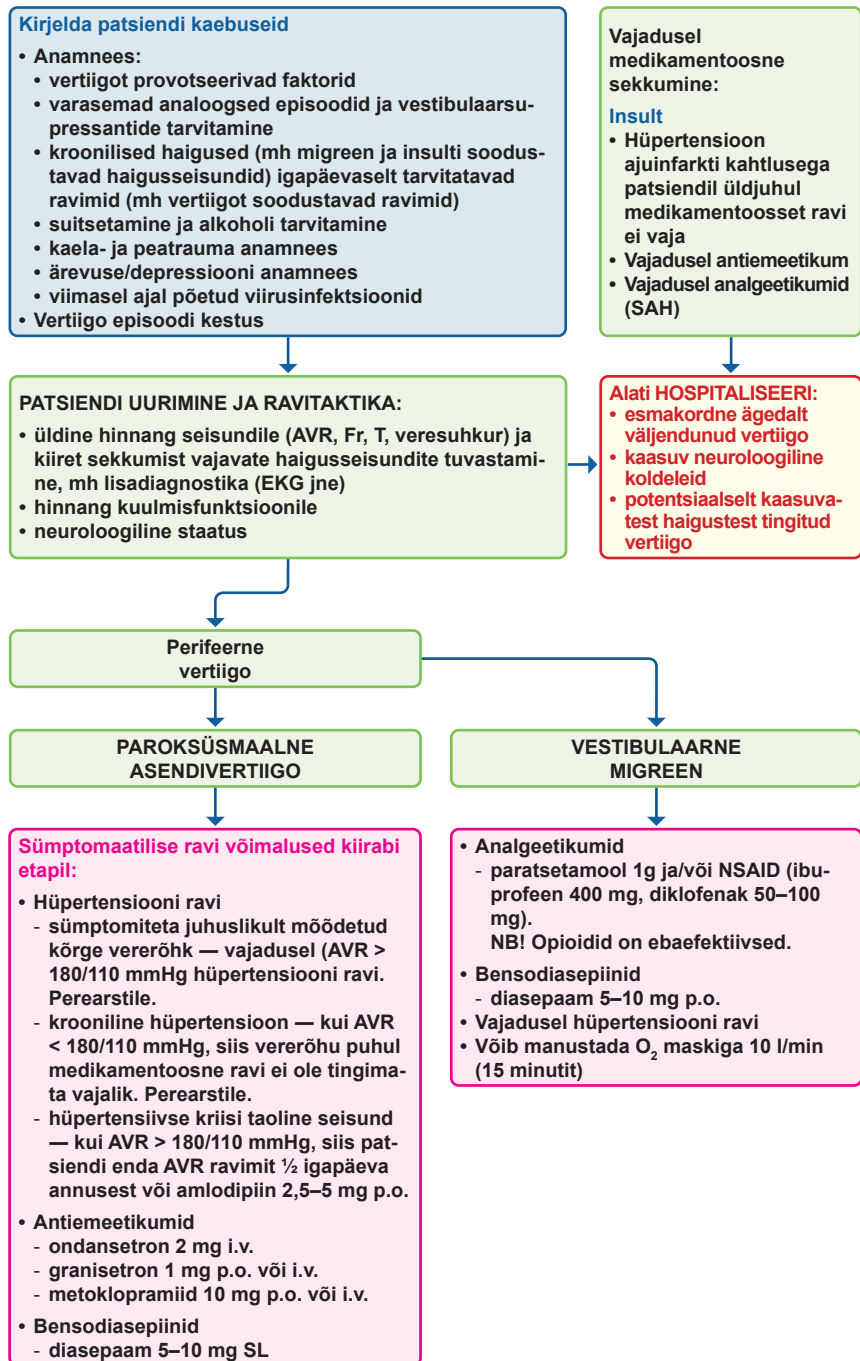 Kirjelda patsiendi kaebuseid
• Anamnees:
• vertiigot provotseerivad faktorid
• varasemad analoogsed episoodid ja vestibulaarsu-
pressantide tarvitamine
• kroonilised haigused (mh migreen ja insulti soodus-
tavad haigusseisundid) igapäevaselt tarvitatavad
ravimid (mh vertiigot soodustavad ravimid)
• suitsetamine ja alkoholi tarvitamine
• kaela- ja peatrauma anamnees
• ärevuse/depressiooni anamnees
• viimasel ajal põetud viirusinfektsioonid
• Vertiigo episoodi kestus
Vajadusel
medikamentoosne
sekkumine:
Insult
• Hüpertensioon
ajuinfarkti kahtlusega
patsiendil üldjuhul
medikamentoosset ravi
ei vaja
• Vajadusel antiemeetikum
• Vajadusel analgeetikumid
(SAH)
PATSIENDI UURIMINE JA RAVITAKTIKA:
• üldine hinnang seisundile (AVR, Fr, T, veresuhkur) ja
kiiret sekkumist vajavate haigusseisundite tuvastami-
ne, mh lisadiagnostika (EKG jne)
• hinnang kuulmisfunktsioonile
• neuroloogiline staatus
Alati HOSPITALISEERI:
• esmakordne ägedalt
väljendunud vertiigo
• kaasuv neuroloogiline
koldeleid
• potentsiaalselt kaasuva-
test haigustest tingitud
vertiigo
Perifeerne
vertiigo
PAROKSÜSMAALNE
ASENDIVERTIIGO
VESTIBULAARNE
MIGREEN
Sümptomaatilise ravi võimalused kiirabi
etapil:
• Hüpertensiooni ravi
- sümptomiteta juhuslikult mõõdetud
kõrge vererõhk — vajadusel (AVR >
180/110 mmHg hüpertensiooni ravi.
Perearstile.
- krooniline hüpertensioon — kui AVR
< 180/110 mmHg, siis vererõhu puhul
medikamentoosne ravi ei ole tingima-
ta vajalik. Perearstile.
- hüpertensiivse kriisi taoline seisund
— kui AVR > 180/110 mmHg, siis pat-
siendi enda AVR ravimit ½ igapäeva
annusest või amlodipiin 2,5–5 mg p.o.
• Antiemeetikumid
- ondansetron 2 mg i.v.
- granisetron 1 mg p.o. või i.v.
- metoklopramiid 10 mg p.o. või i.v.
• Bensodiasepiinid
- diasepaam 5–10 mg SL
• Analgeetikumid
- paratsetamool 1g ja/või NSAID (ibu-
profeen 400 mg, diklofenak 50–100
mg).
NB! Opioidid on ebaefektiivsed.
• Bensodiasepiinid
- diasepaam 5–10 mg p.o.
• Vajadusel hüpertensiooni ravi
• Võib manustada O₂ maskiga 10 l/min
(15 minutit)